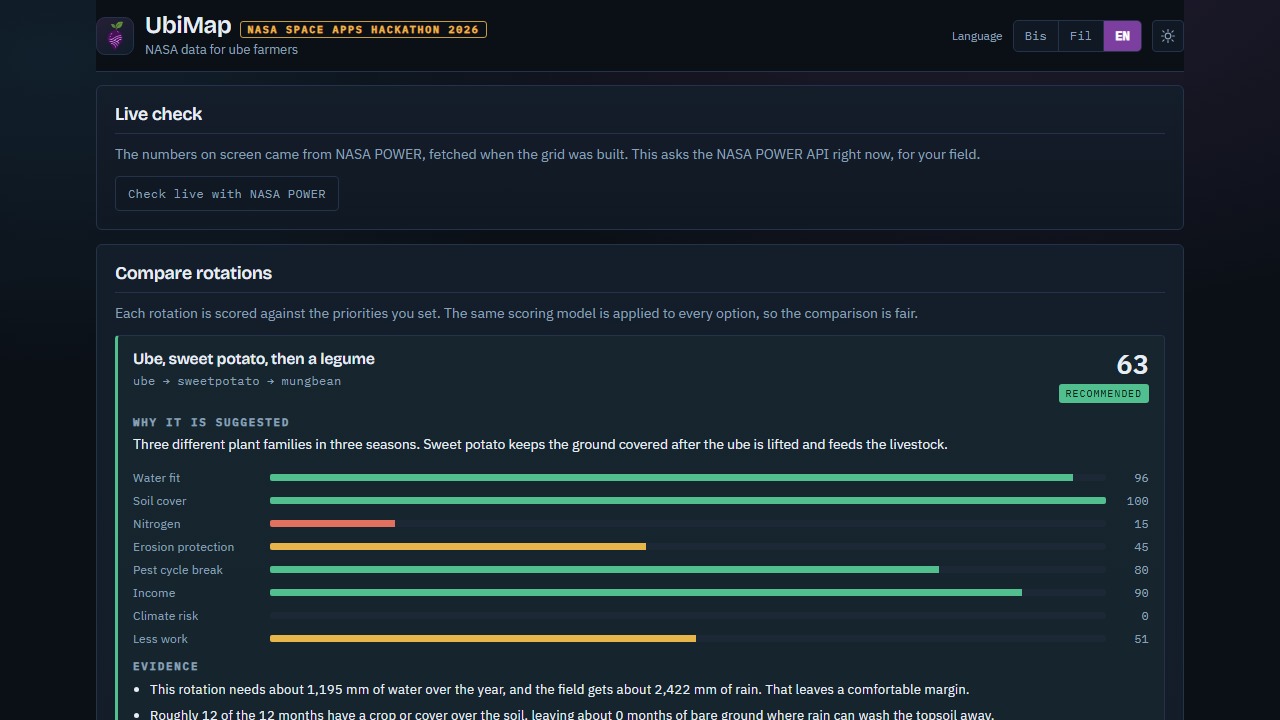 UbiMap NASA SPACE APPS HACKATHON 2026
NASA data for ube farmers
Language Bis Fil EN
Live check
The numbers on screen came from NASA POWER, fetched when the grid was built. This asks the NASA POWER API right now, for your field.
Check live with NASA POWER
Compare rotations
Each rotation is scored against the priorities you set. The same scoring model is applied to every option, so the comparison is fair.
Ube, sweet potato, then a legume 63
ube → sweetpotato → mungbean RECOMMENDED
WHY IT IS SUGGESTED
Three different plant families in three seasons. Sweet potato keeps the ground covered after the ube is lifted and feeds the livestock.
Water fit 96
Soil cover 100
Nitrogen 15
Erosion protection 45
Pest cycle break 80
Income 90
Climate risk 0
Less work 51
EVIDENCE
• This rotation needs about 1,195 mm of water over the year, and the field gets about 2,422 mm of rain. That leaves a comfortable margin.
• Roughly 12 of the 12 months have a crop or cover over the soil, leaving about 0 months of bare ground where rain can wash the topsoil away.